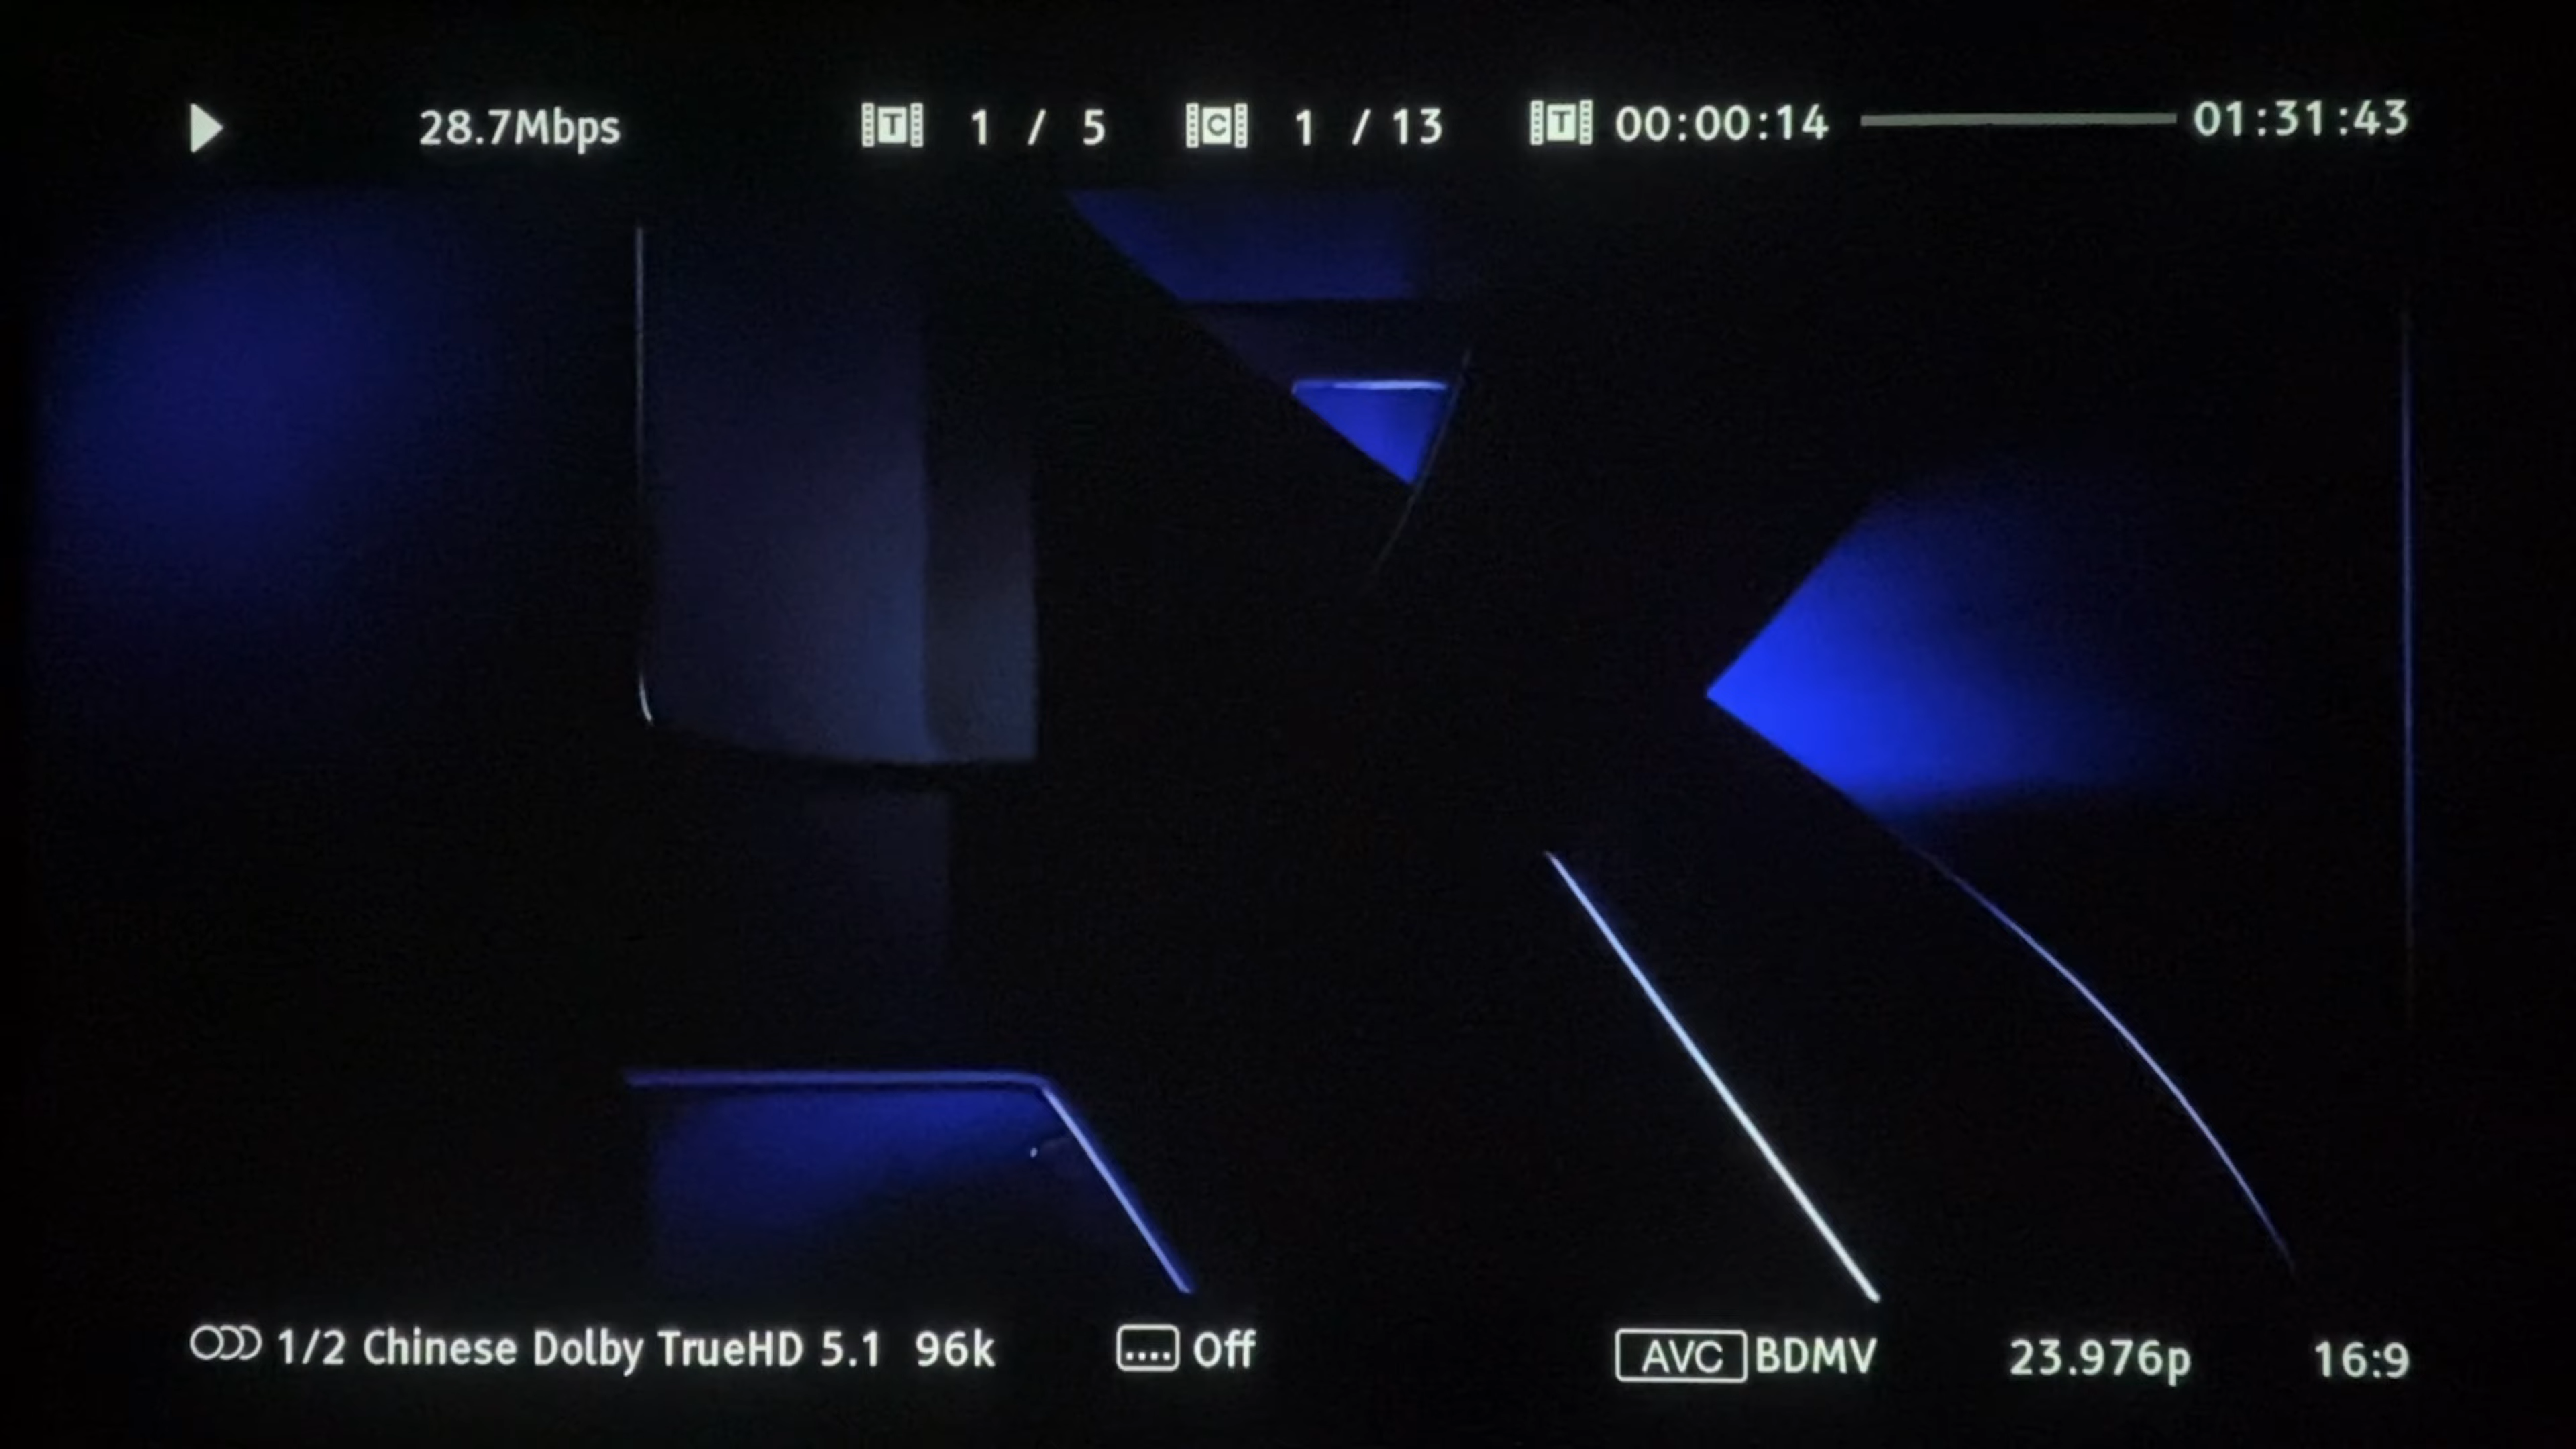 28.7Mbps T 1 / 5 C 1 / 13 T 00:00:14 01:31:43
1/2 Chinese Dolby TrueHD 5.1 96k .... Off AVC BDMV 23.976p 16:9